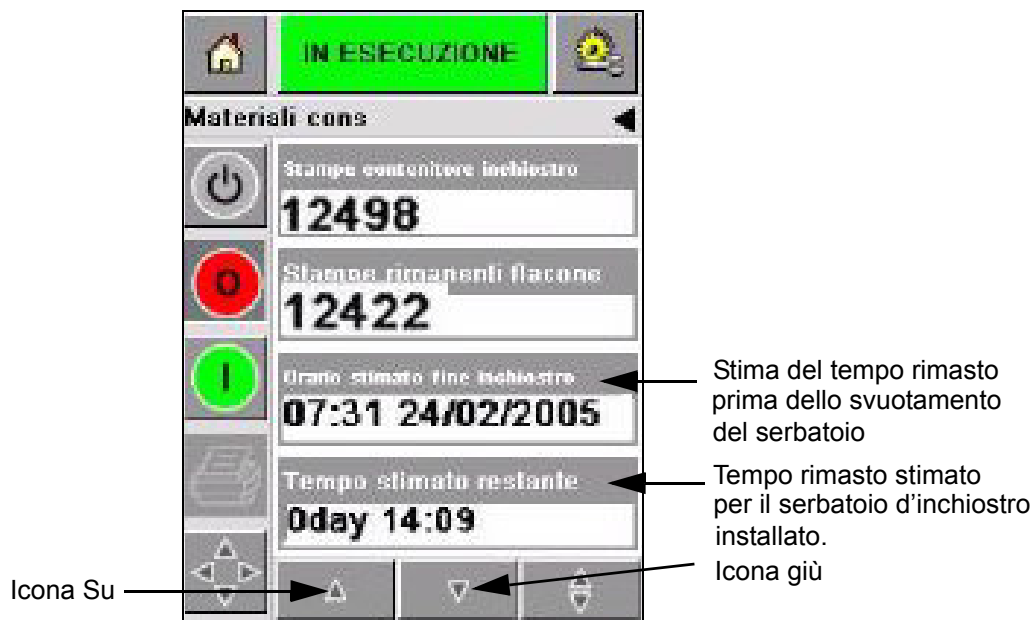 IN ESECUZIONE
Materiali cons
Stampe contenitore inchiostro
12498
Stampe rimanenti flacone
12422
Orario stimato fine inchiostro
07:31 24/02/2005
Tempo stimato restante
0day 14:09
O
I
Stima del tempo rimasto
prima dello svuotamento
del serbatoio
Tempo rimasto stimato
per il serbatoio d'inchiostro
installato.
Icona giù
Icona Su